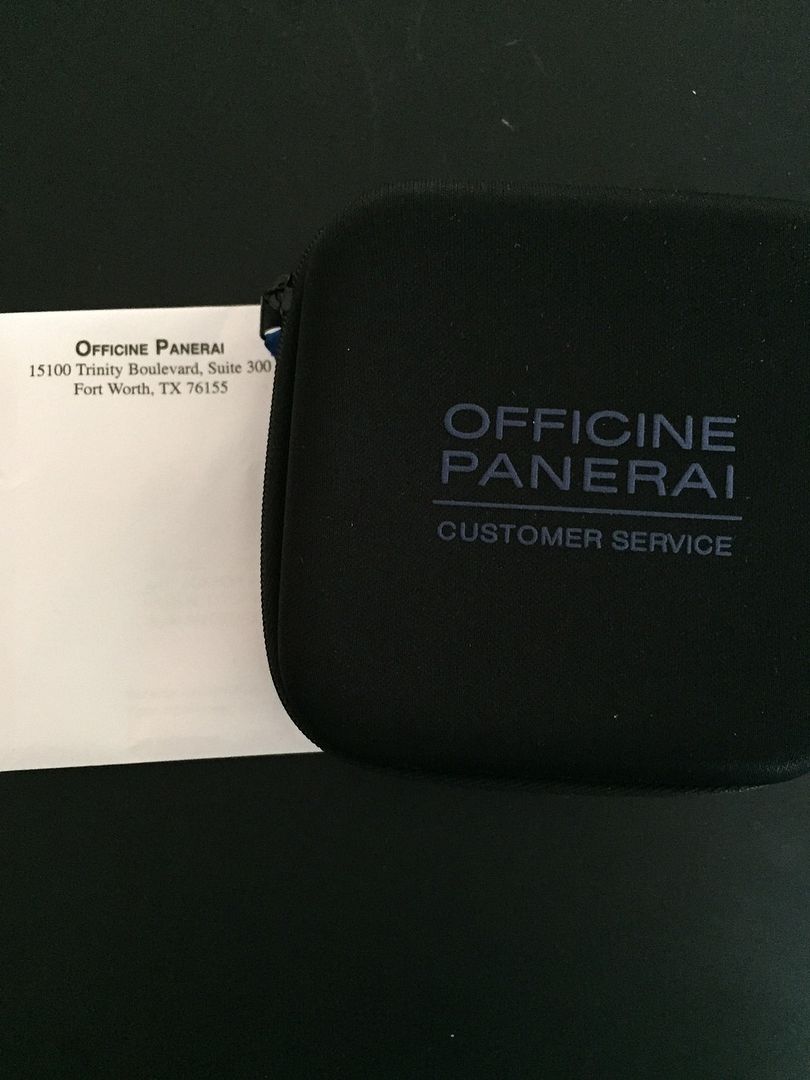 OFFICINE PANERAI
15100 Trinity Boulevard, Suite 300
Fort Worth, TX 76155
OFFICINE
PANERAI
CUSTOMER SERVICE